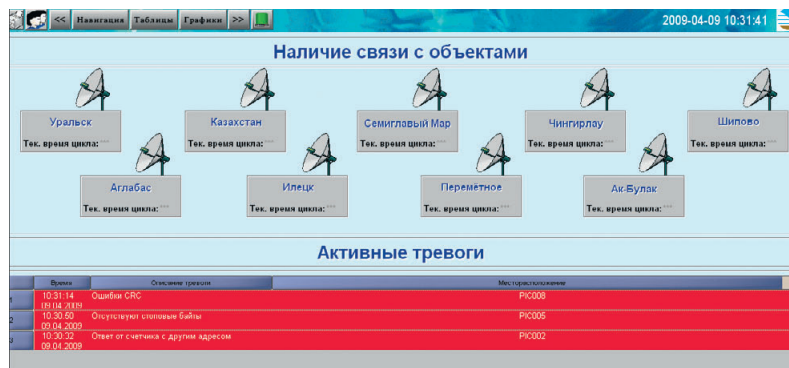 << Навигация Таблицы Графики >> 2009-04-09 10:31:41
Наличие связи с объектами
Уральск Казахстан Семиглавый Мар Чингирлау Шипово
Тек. время цикла: *** Тек. время цикла: *** Тек. время цикла: *** Тек. время цикла: *** Тек. время цикла: ***
Аглабас Илецк Перемётное Ак-Булак
Тек. время цикла: *** Тек. время цикла: *** Тек. время цикла: *** Тек. время цикла: ***
Активные тревоги
Время Описание тревоги Месторасположение
1 10:31:14 Ошибки CRC PIC008
09.04.2009
2 10:30:50 Отсутствуют стоповые байты PIC005
09.04.2009
3 10:30:32 Ответ от счетчика с другим адресом PIC002
09.04.2009